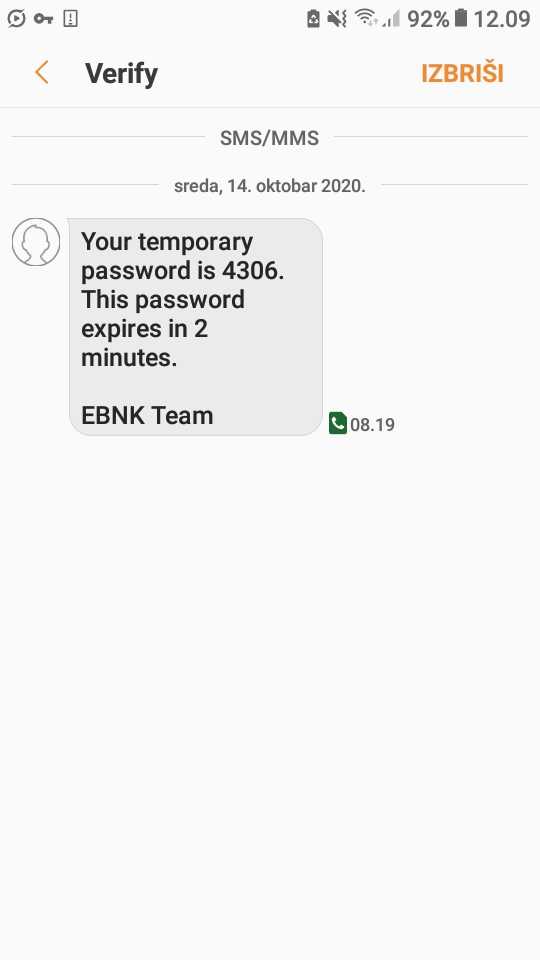 92% 12.09
Verify
IZBRIŠI
SMS/MMS
sreda, 14. oktobar 2020.
Your temporary
password is 4306.
This password
expires in 2
minutes.
EBNK Team
08.19